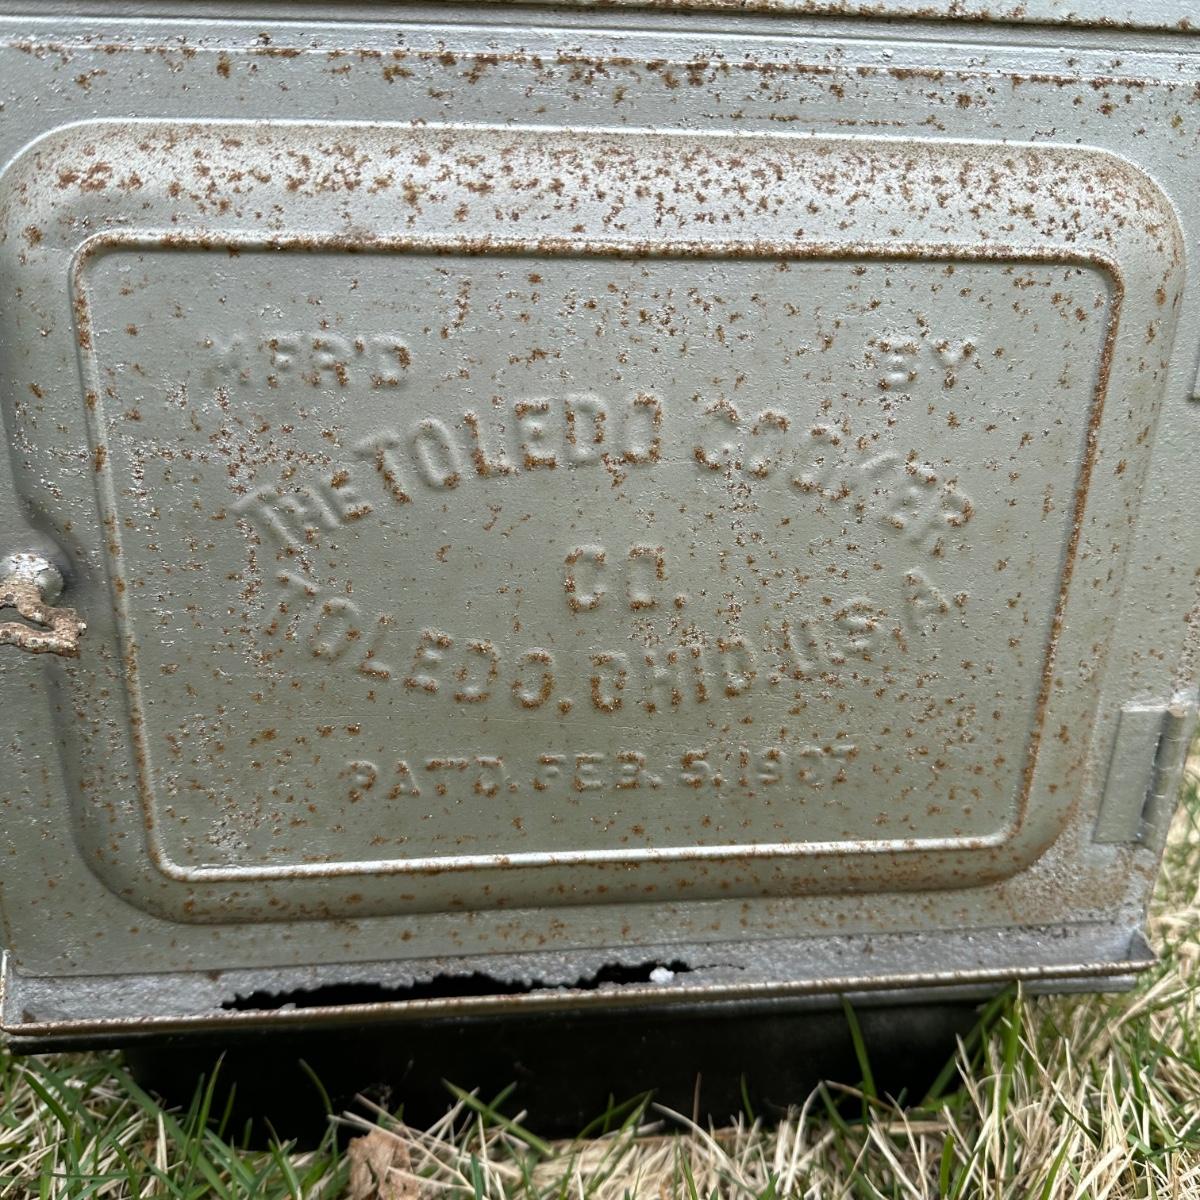 MFR'D BY
THE TOLEDO COOKER
CO.
TOLEDO, OHIO, U.S.A.
PAT'D. FEB. 5, 1907